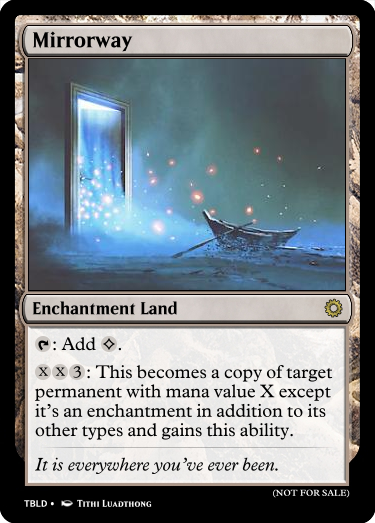 Mirrorway
Enchantment Land
: Add .
X X 3 : This becomes a copy of target
permanent with mana value X except
it's an enchantment in addition to its
other types and gains this ability.
It is everywhere you've ever been.
(NOT FOR SALE)
TBLD • Tithi Luadthong